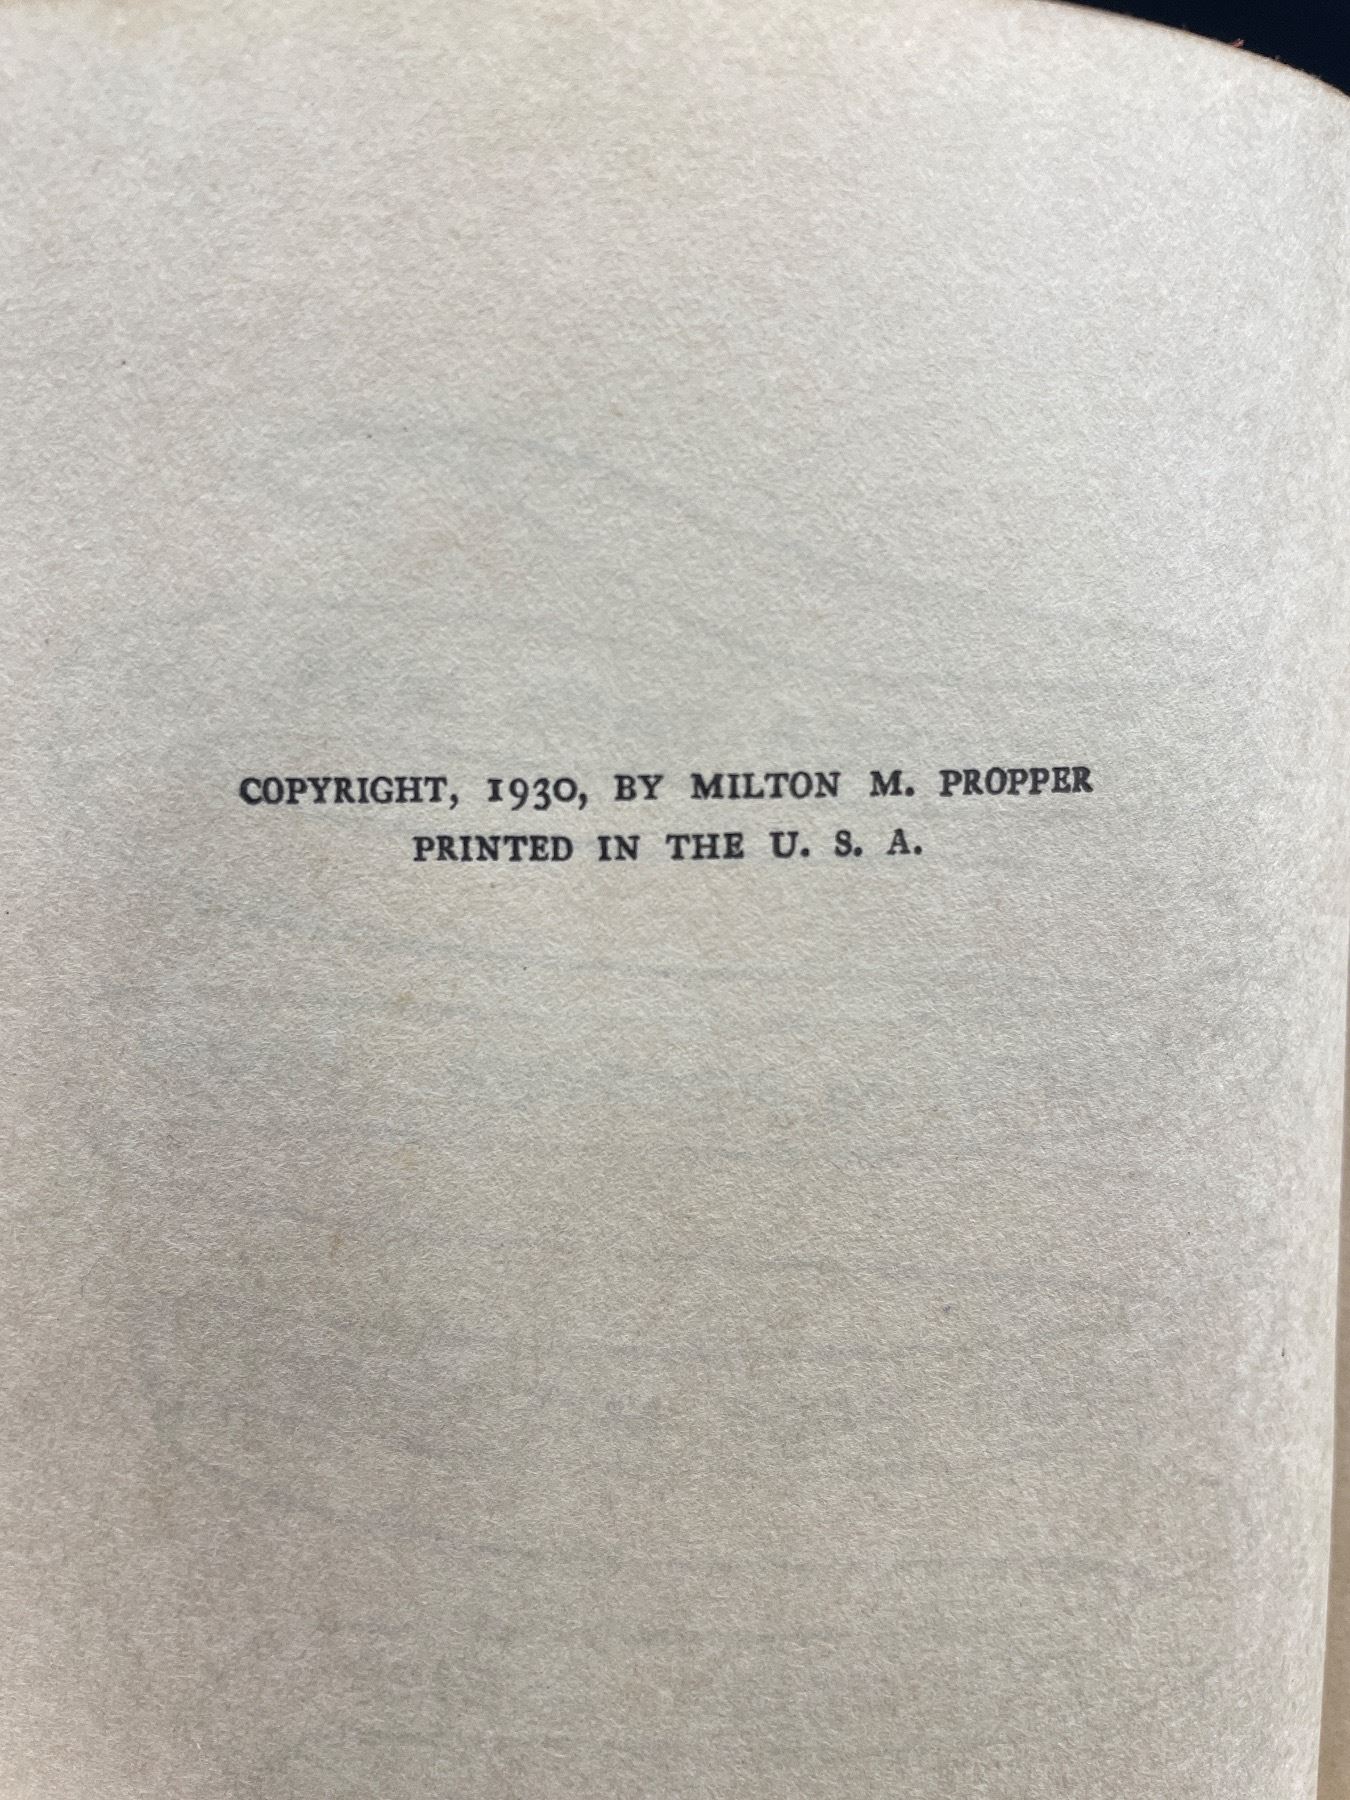 COPYRIGHT, 1930, BY MILTON M. PROPPER
PRINTED IN THE U. S. A.